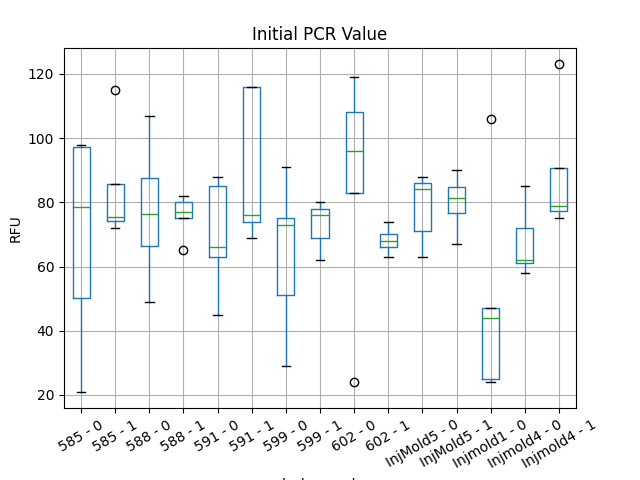 Initial PCR Value
RFU
120
100
80
60
40
20
585 - 0
585 - 1
588 - 0
588 - 1
591 - 0
591 - 1
599 - 0
599 - 1
602 - 0
602 - 1
InjMold5 - 0
InjMold5 - 1
Injmold1 - 0
Injmold4 - 0
Injmold4 - 1